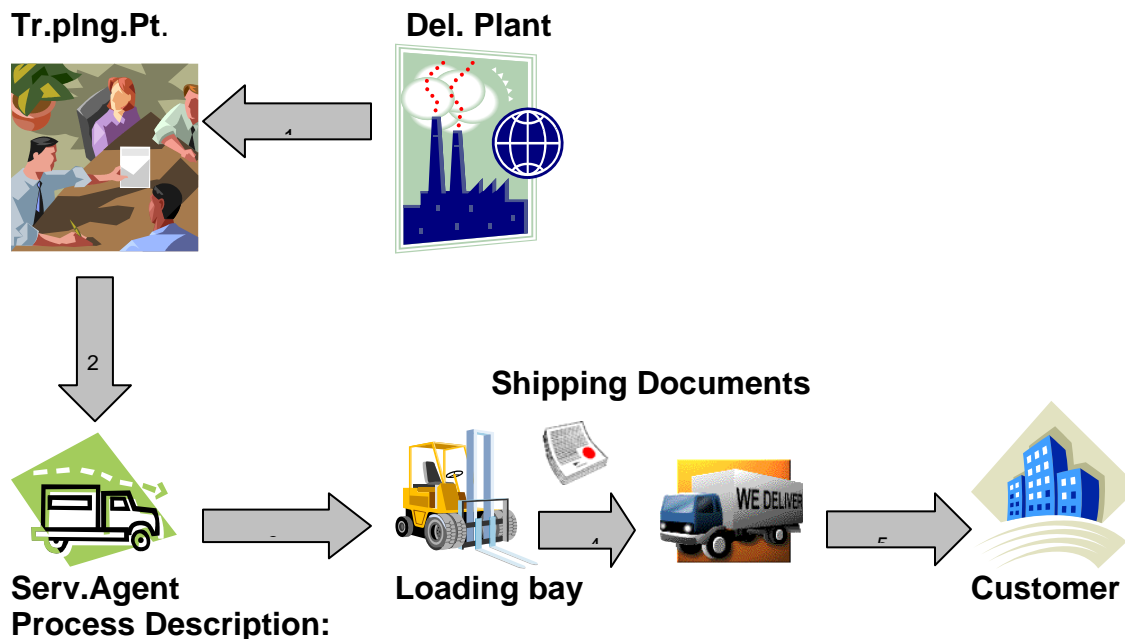 Tr.plng.Pt.
Del. Plant
2
Shipping Documents
WE DELIVER
Serv.Agent
Loading bay
Customer
Process Description: